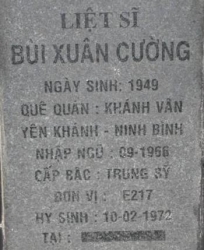 LIỆT SĨ
BÙI XUÂN CƯỜNG
NGÀY SINH: 1949
QUÊ QUÁN : KHÁNH VÂN
YÊN KHÁNH - NINH BÌNH
NHẬP NGŨ : 09-1966
CẤP BẬC : TRUNG SỸ
ĐƠN VỊ : E217
HY SINH : 10-02-1972
TẠI :